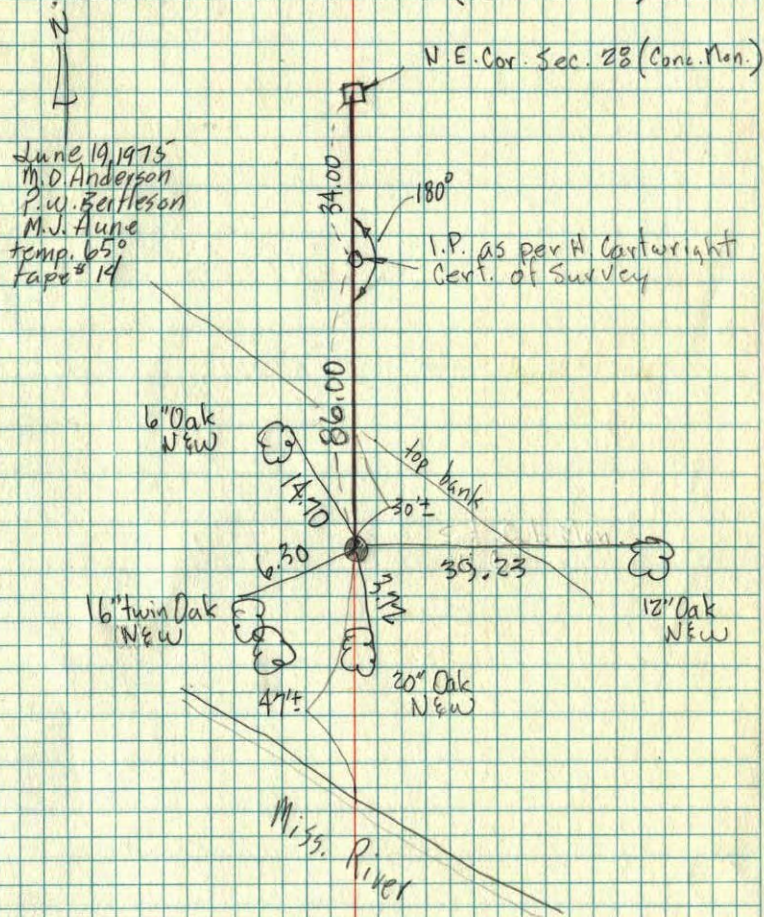 N
N.E. Cor. Sec. 28 (Conc. Mon.)
June 19, 1975
M.O. Anderson
P.W. Bertleson
M.J. Aune
temp. 65°
tape # 14
34.00
180°
I.P. as per H. Cartwright
Cert. of Survey
86.00
6" Oak
N&W
14.70
top bank
30'±
39.23
12" Oak
N&W
6.30
16" twin Oak
N&W
20" Oak
N&W
47'±
Miss. River